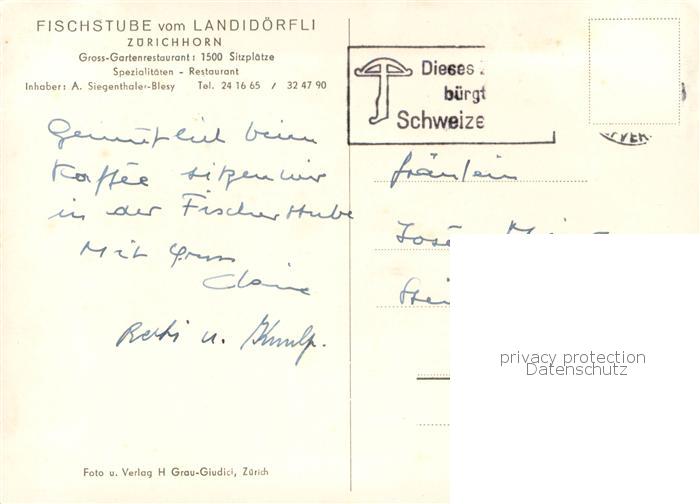 FISCHSTUBE vom LANDIDÖRFLI
ZÜRICHHORN
Gross-Gartenrestaurant: 1500 Sitzplätze
Spezialitäten - Restaurant
Inhaber: A. Siegenthaler-Blesy Tel. 24 16 65 / 32 47 90
Gemütlich beim
Kaffee sitzen wir
in der Fischerstube
Mit Gruss
Claire
u.
Foto u. Verlag H Grau-Giudici, Zürich
Dieses
bürgt
Schweize
Fräulein
privacy protection
Datenschutz